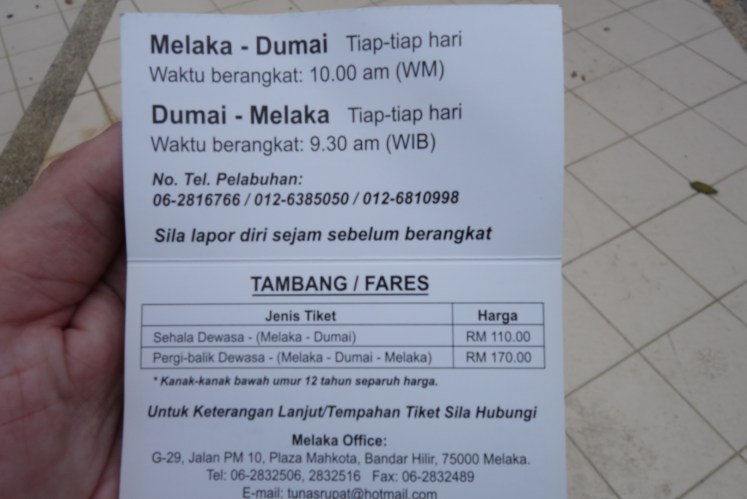 Melaka - Dumai Tiap-tiap hari
Waktu berangkat: 10.00 am (WM)
Dumai - Melaka Tiap-tiap hari
Waktu berangkat: 9.30 am (WIB)
No. Tel. Pelabuhan:
06-2816766 / 012-6385050 / 012-6810998
Sila lapor diri sejam sebelum berangkat
TAMBANG / FARES
Jenis Tiket Harga
Sehala Dewasa - (Melaka - Dumai) RM 110.00
Pergi-balik Dewasa - (Melaka - Dumai - Melaka) RM 170.00
* Kanak-kanak bawah umur 12 tahun separuh harga.
Untuk Keterangan Lanjut/Tempahan Tiket Sila Hubungi
Melaka Office:
G-29, Jalan PM 10, Plaza Mahkota, Bandar Hilir, 75000 Melaka.
Tel: 06-2832506, 2832516 Fax: 06-2832489
E-mail: tunasrupat@hotmail.com